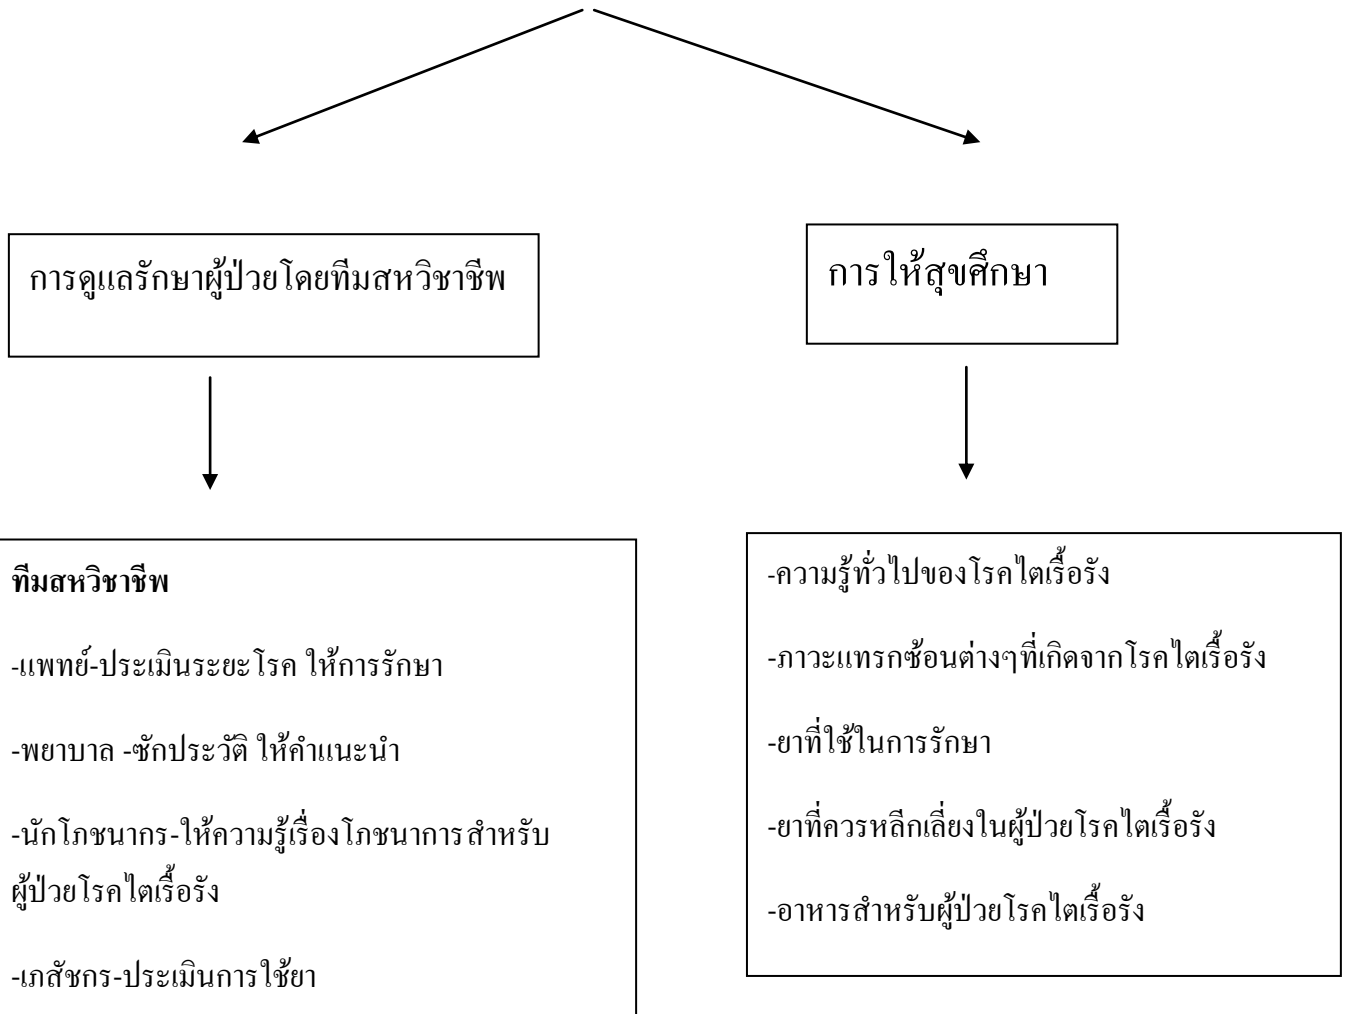 การดูแลรักษาผู้ป่วยโดยทีมสหวิชาชีพ
การให้สุขศึกษา
ทีมสหวิชาชีพ
-แพทย์-ประเมินระยะโรค ให้การรักษา
-พยาบาล -ซักประวัติ ให้คำแนะนำ
-นักโภชนากร-ให้ความรู้เรื่องโภชนาการสำหรับ
ผู้ป่วยโรคไตเรื้อรัง
-เภสัชกร-ประเมินการใช้ยา
-ความรู้ทั่วไปของโรคไตเรื้อรัง
-ภาวะแทรกซ้อนต่างๆที่เกิดจากโรคไตเรื้อรัง
-ยาที่ใช้ในการรักษา
-ยาที่ควรหลีกเลี่ยงในผู้ป่วยโรคไตเรื้อรัง
-อาหารสำหรับผู้ป่วยโรคไตเรื้อรัง